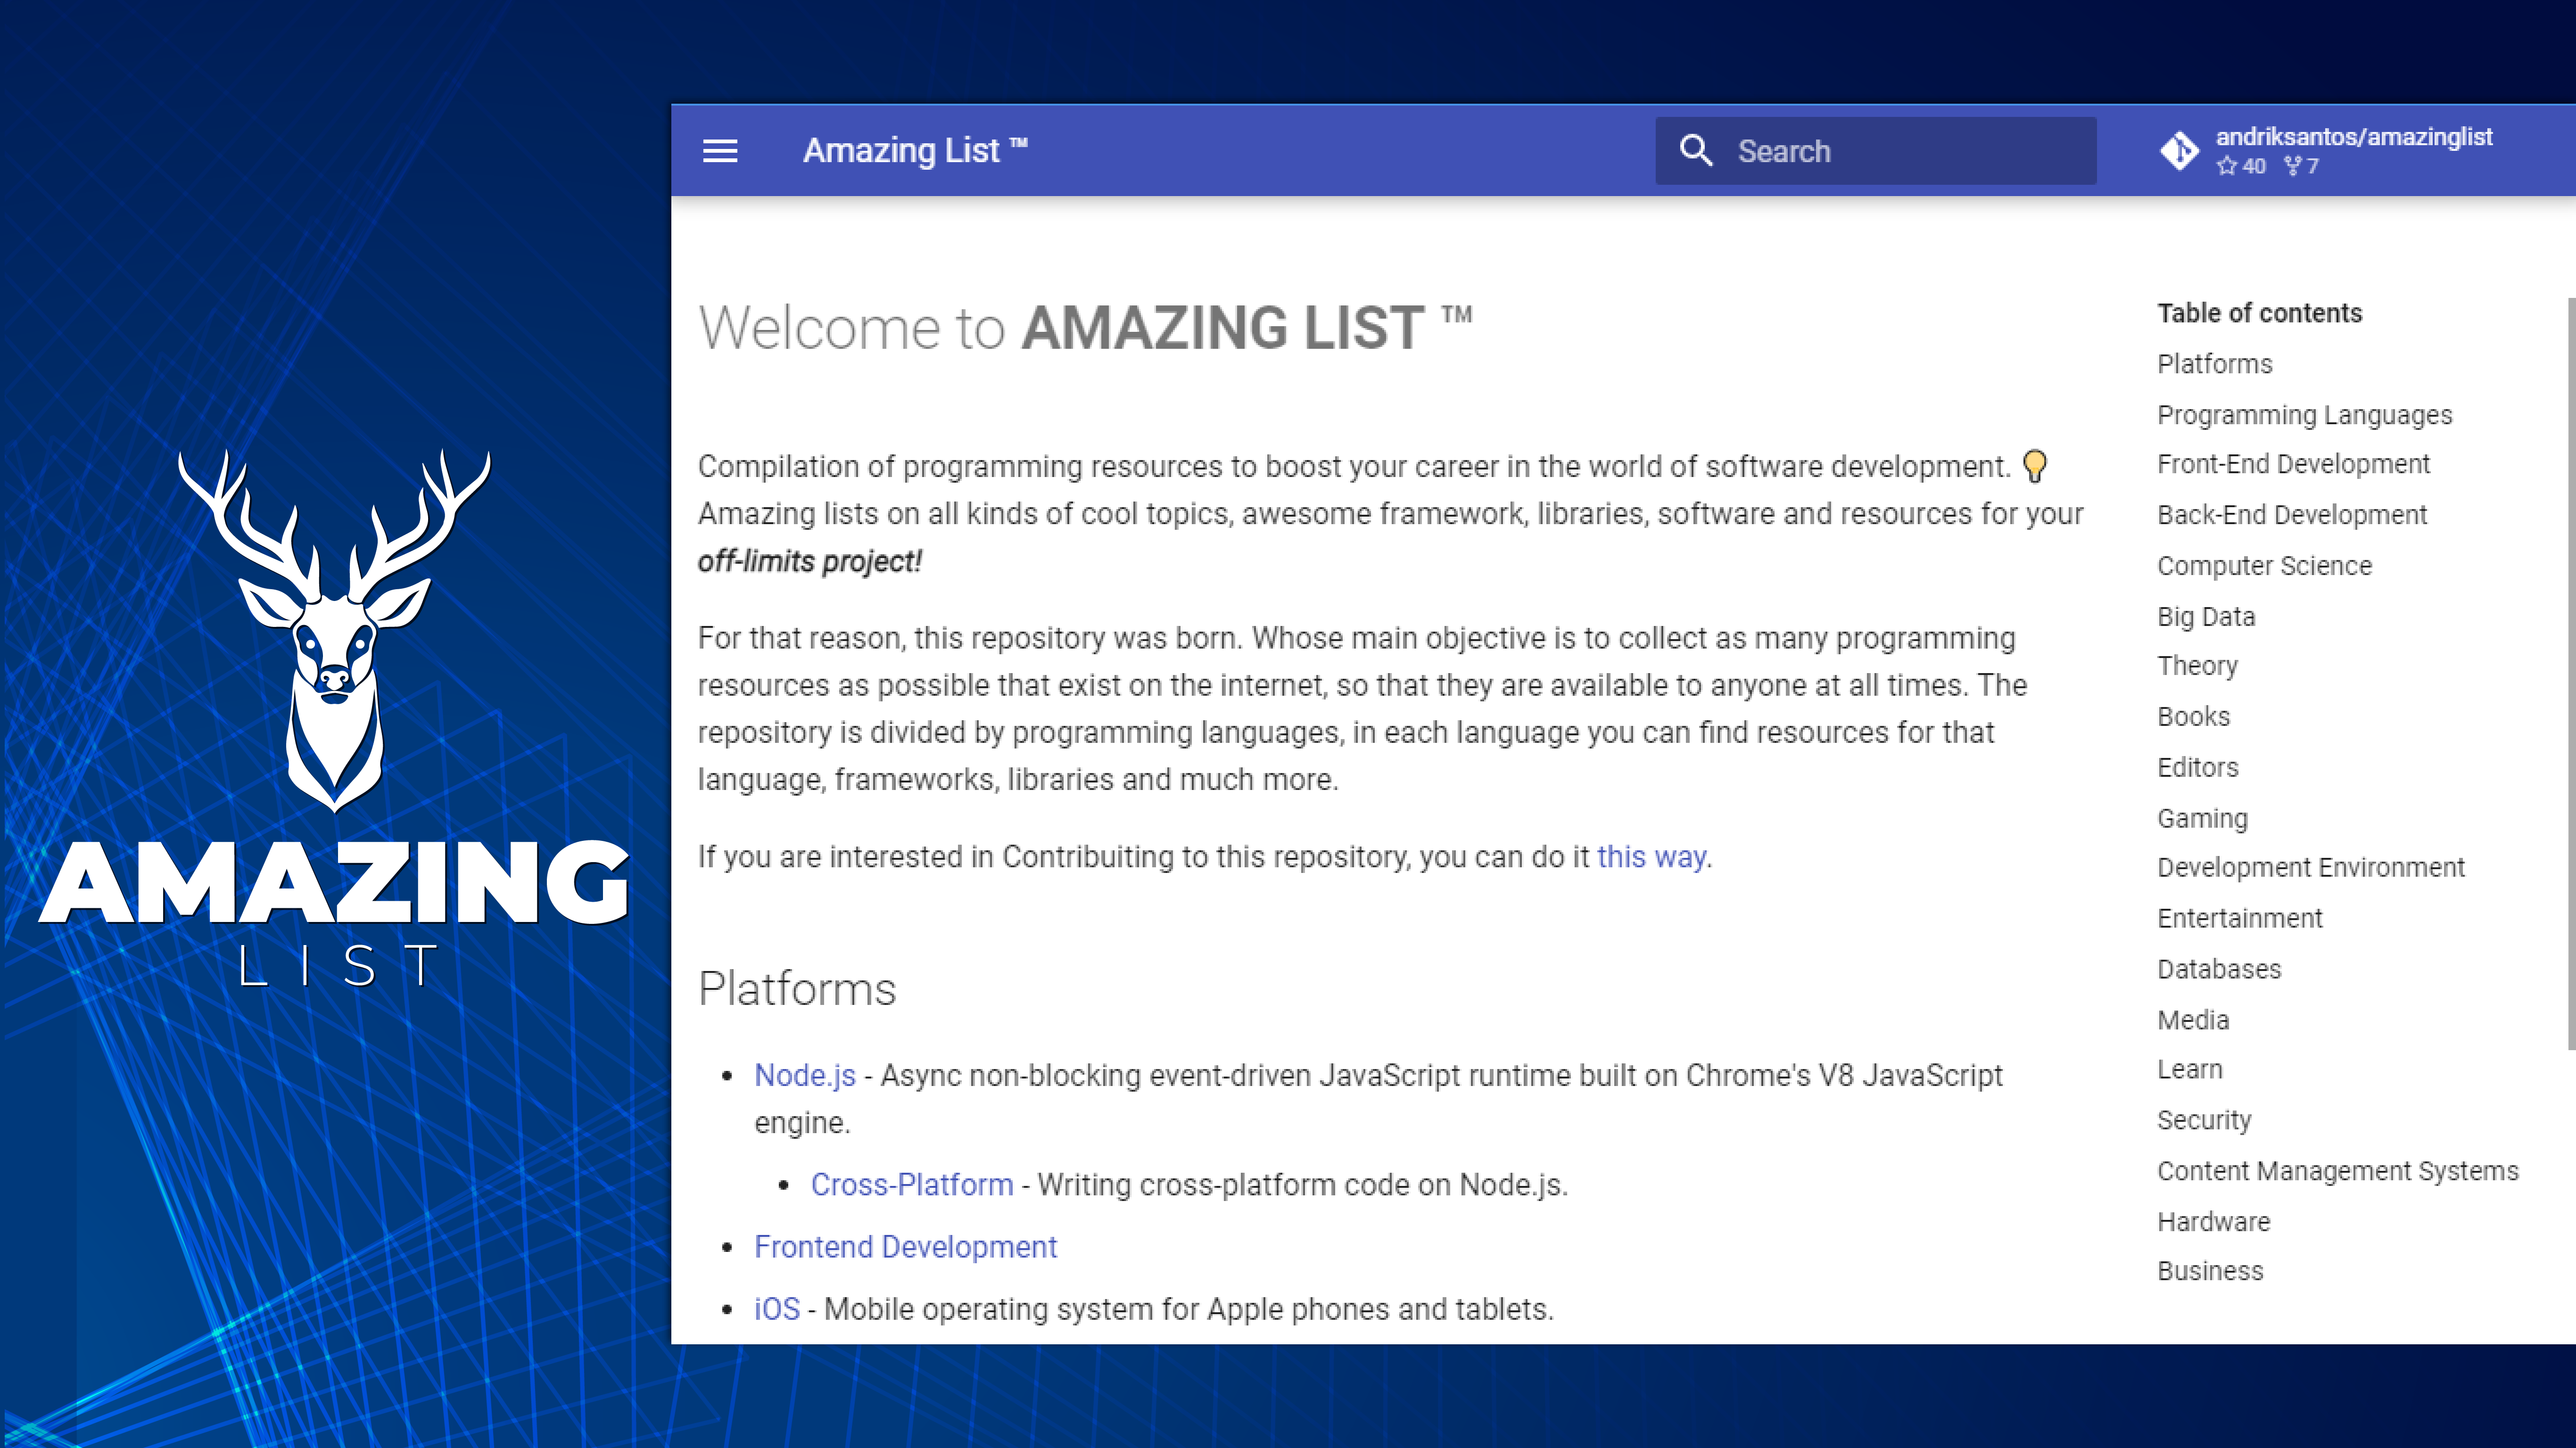 AMAZING
LIST
Amazing List ™
Search
andriksantos/amazinglist
40 7
Welcome to AMAZING LIST ™
Compilation of programming resources to boost your career in the world of software development. 💡
Amazing lists on all kinds of cool topics, awesome framework, libraries, software and resources for your
off-limits project!
For that reason, this repository was born. Whose main objective is to collect as many programming
resources as possible that exist on the internet, so that they are available to anyone at all times. The
repository is divided by programming languages, in each language you can find resources for that
language, frameworks, libraries and much more.
If you are interested in Contribuiting to this repository, you can do it this way.
Platforms
• Node.js - Async non-blocking event-driven JavaScript runtime built on Chrome's V8 JavaScript
engine.
• Cross-Platform - Writing cross-platform code on Node.js.
• Frontend Development
• iOS - Mobile operating system for Apple phones and tablets.
Table of contents
Platforms
Programming Languages
Front-End Development
Back-End Development
Computer Science
Big Data
Theory
Books
Editors
Gaming
Development Environment
Entertainment
Databases
Media
Learn
Security
Content Management Systems
Hardware
Business